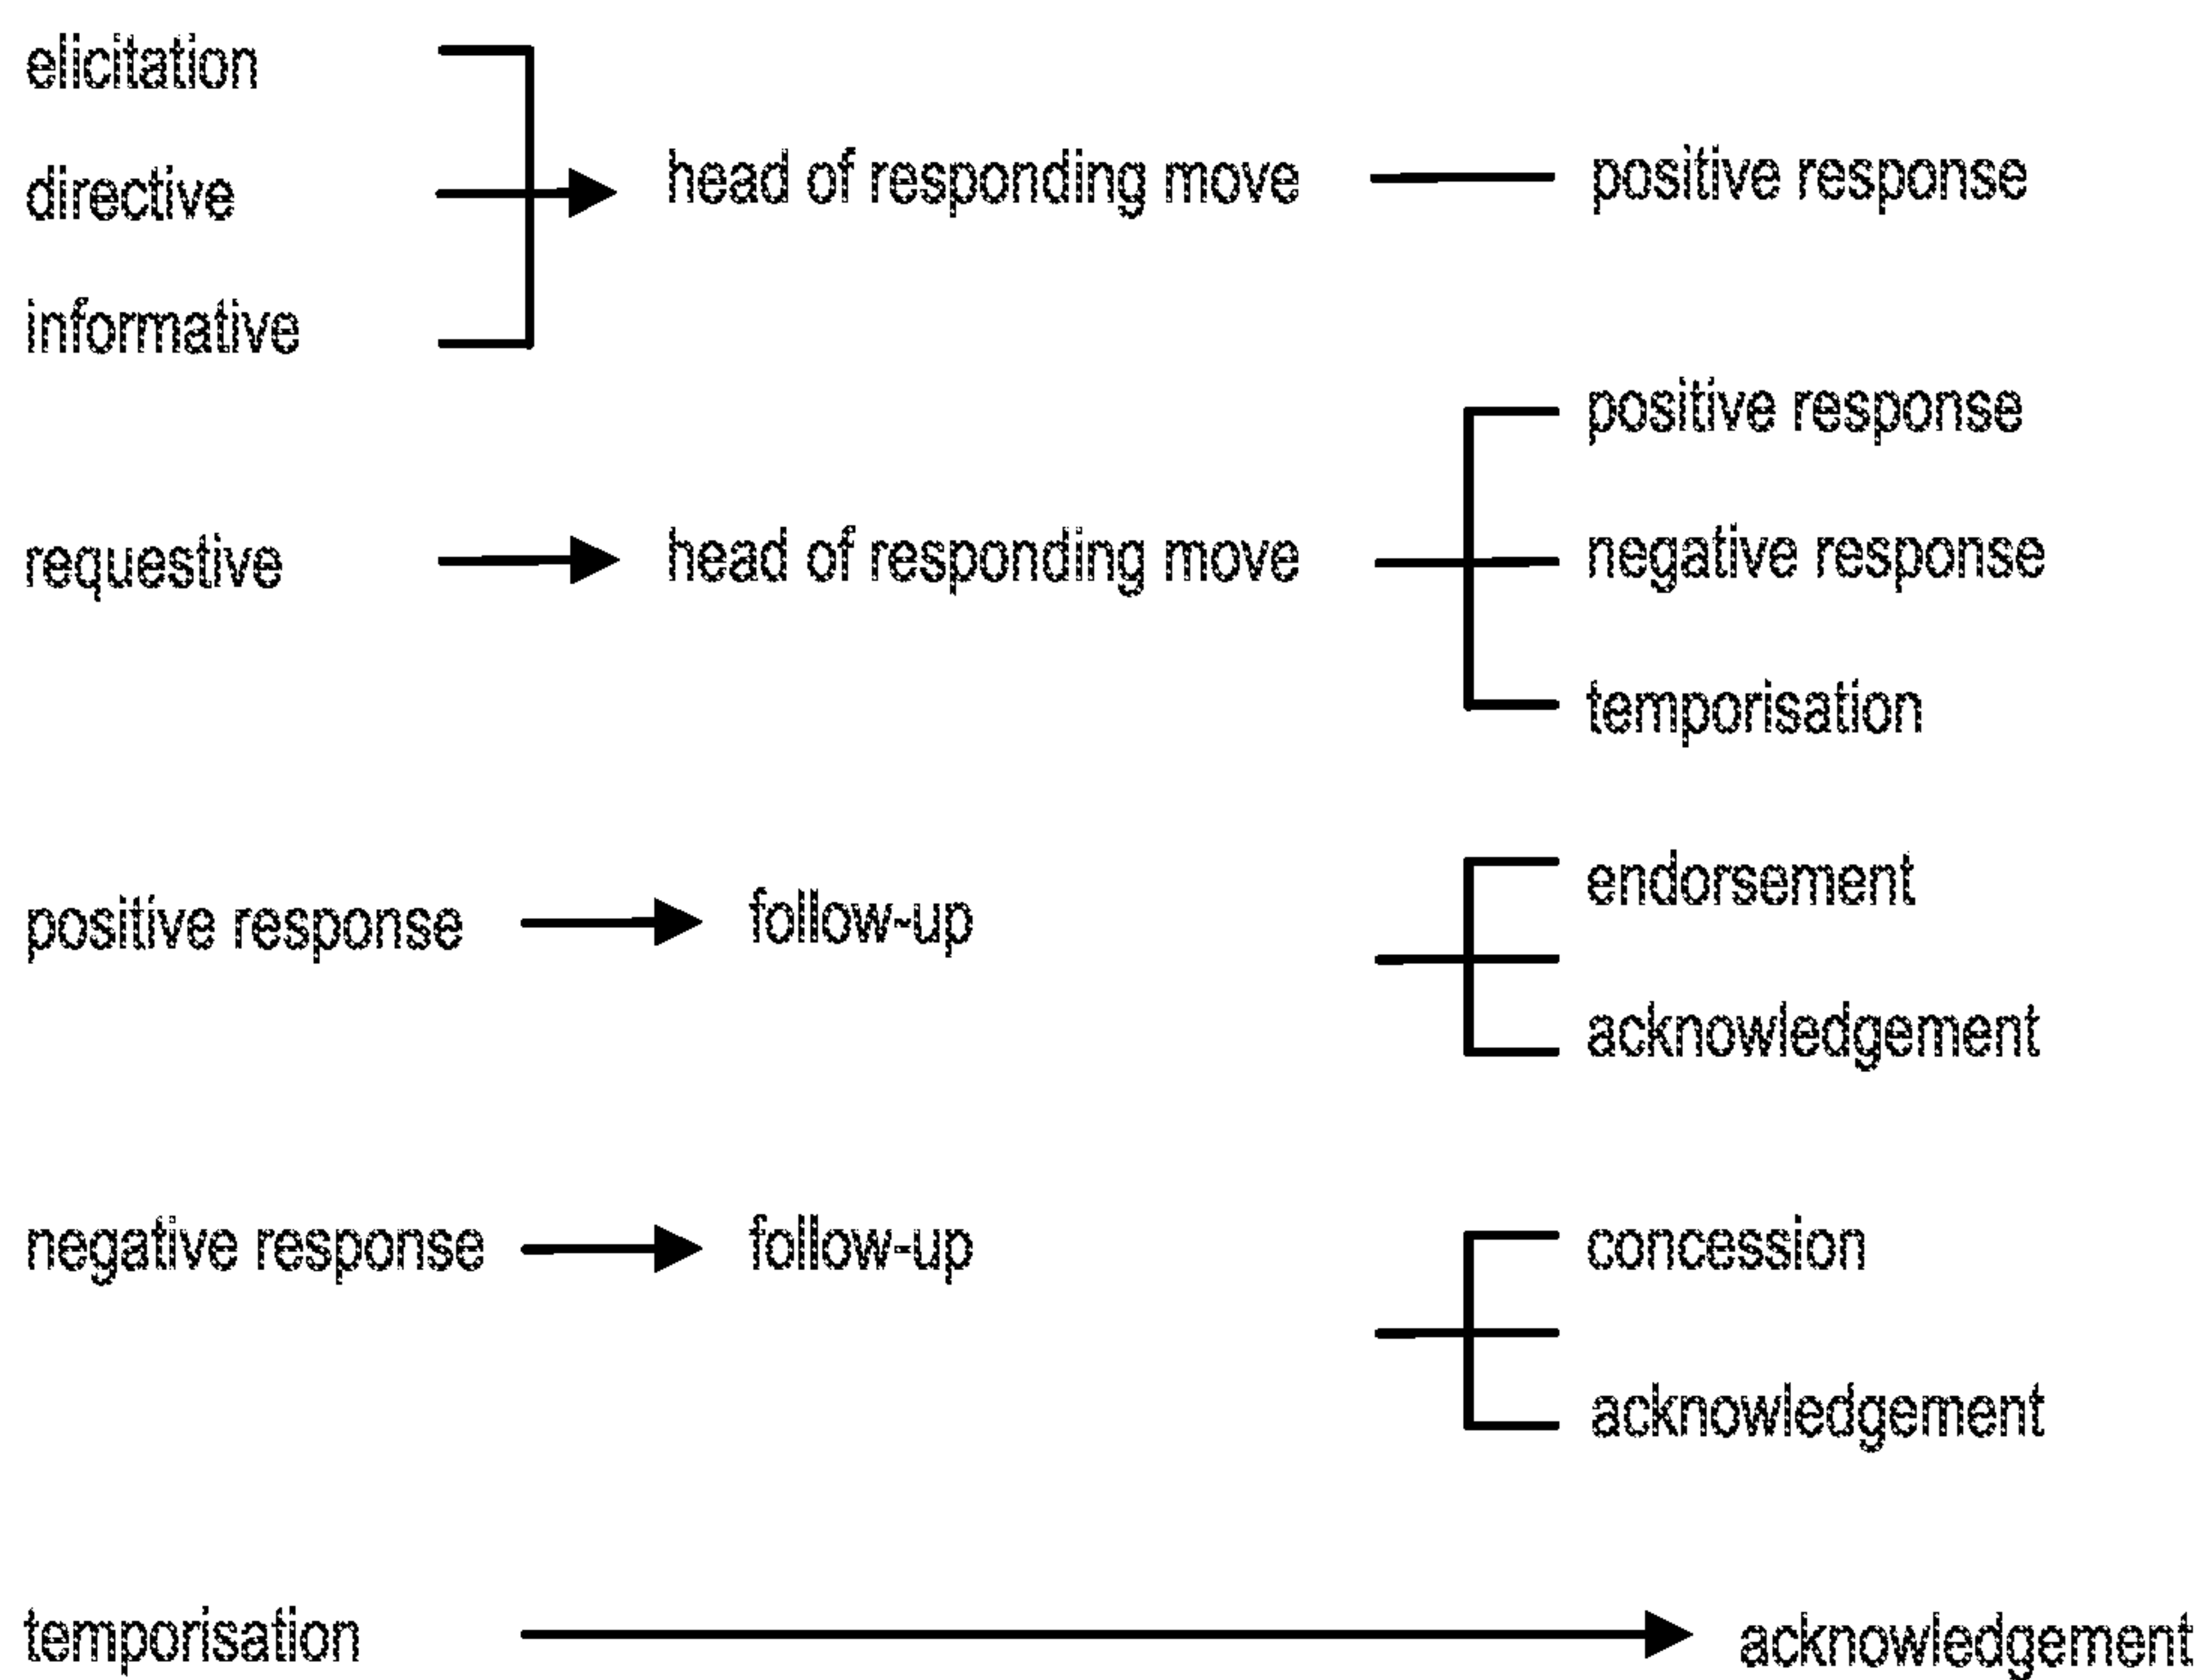 elicitation
directive
informative
head of responding move
positive response
requestive
head of responding move
positive response
negative response
temporisation
positive response
follow-up
endorsement
acknowledgement
negative response
follow-up
concession
acknowledgement
temporisation
acknowledgement